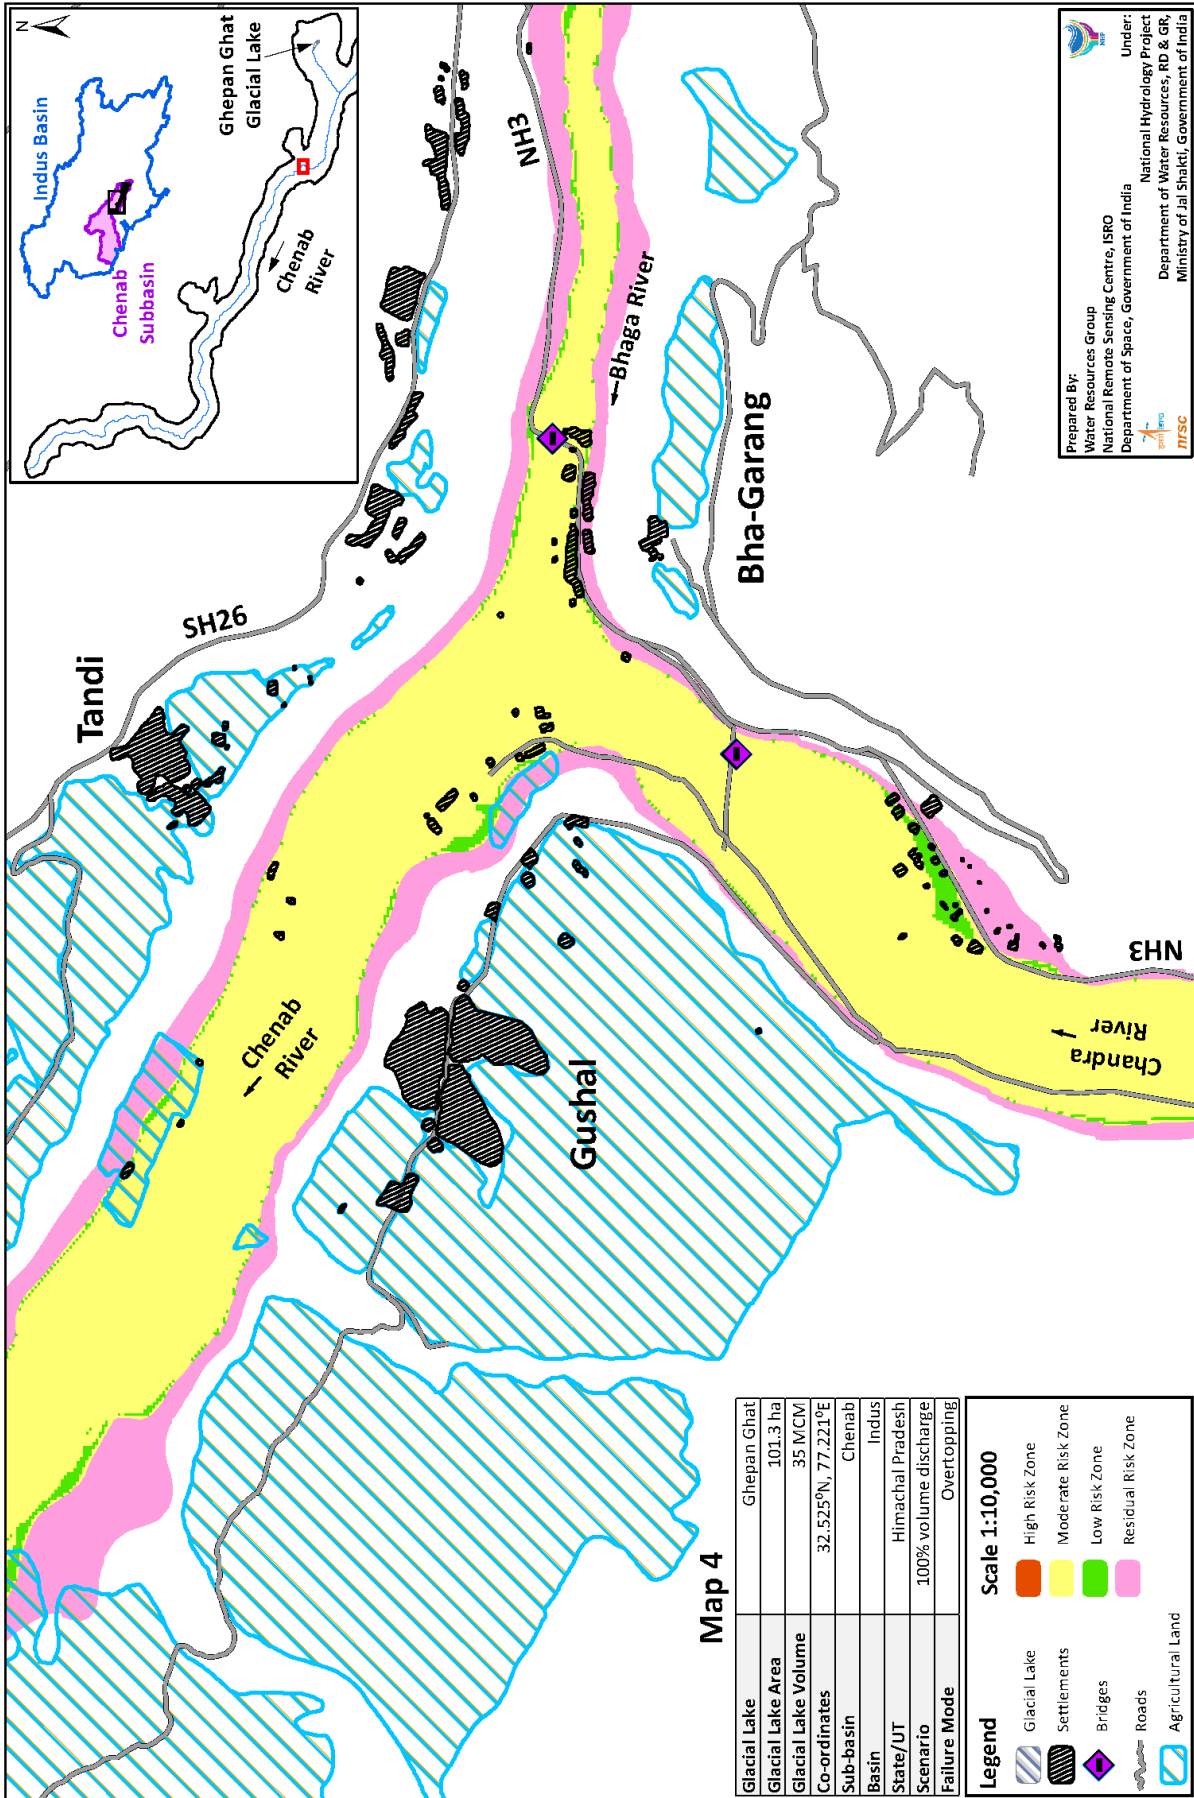 N
Indus Basin
Chenab
Subbasin
Ghepan Ghat
Glacial Lake
Chenab
River
Tandi
SH26
NH3
Bhaga River
Bha-Garang
Chenab
River
Gushal
NH3
Chandra
River
Map 4
Glacial Lake Ghepan Ghat
Glacial Lake Area 101.3 ha
Glacial Lake Volume 35 MCM
Co-ordinates 32.525⁰N, 77.221⁰E
Sub-basin Chenab
Basin Indus
State/UT Himachal Pradesh
Scenario 100% volume discharge
Failure Mode Overtopping
Legend
Scale 1:10,000
Glacial Lake
Settlements
Bridges
Roads
Agricultural Land
High Risk Zone
Moderate Risk Zone
Low Risk Zone
Residual Risk Zone
Prepared By:
Water Resources Group
National Remote Sensing Centre, ISRO
Department of Space, Government of India
इसरो ISRO
nrsc
NHP
Under:
National Hydrology Project
Department of Water Resources, RD & GR,
Ministry of Jal Shakti, Government of India